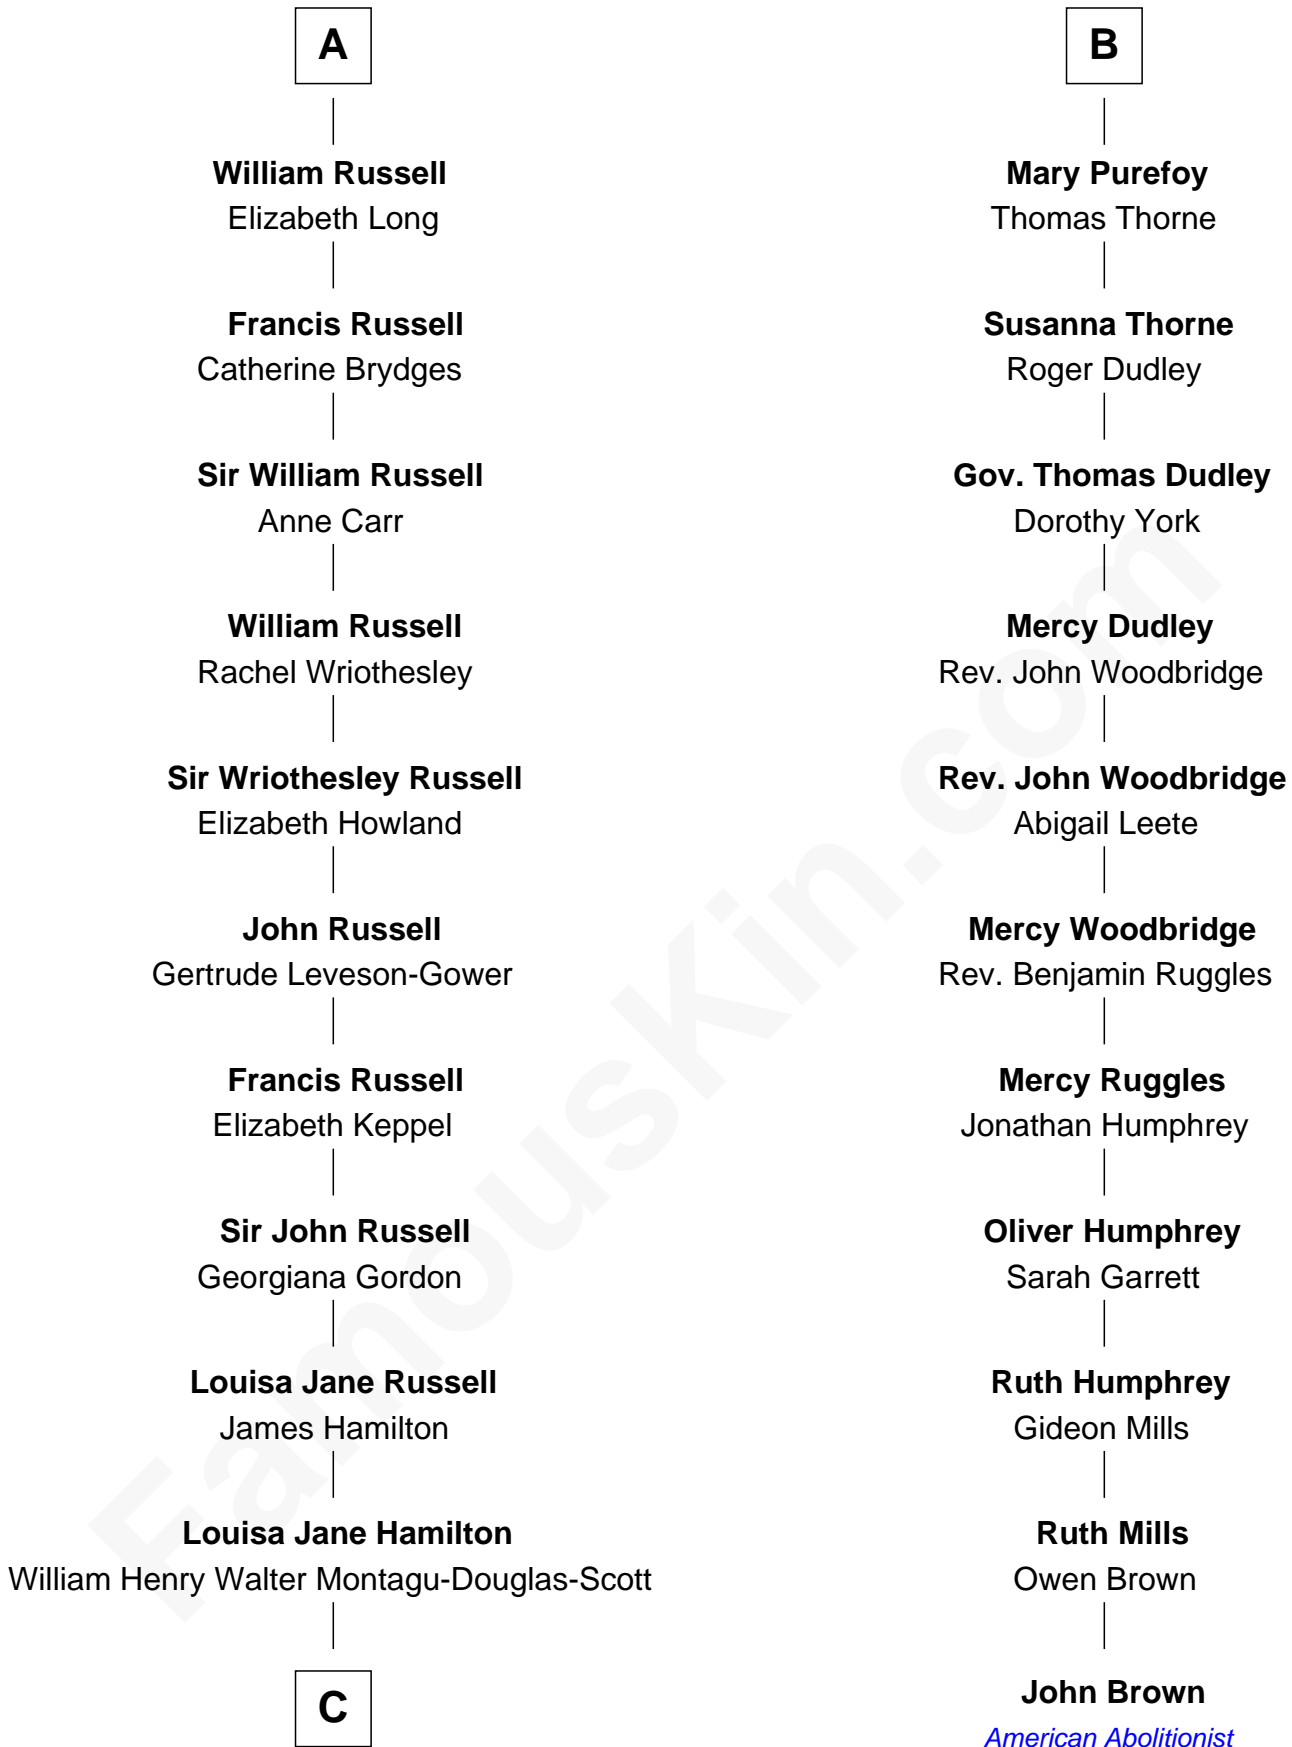 A
William Russell
Elizabeth Long
Francis Russell
Catherine Brydges
Sir William Russell
Anne Carr
William Russell
Rachel Wriothesley
Sir Wriothesley Russell
Elizabeth Howland
John Russell
Gertrude Leveson-Gower
Francis Russell
Elizabeth Keppel
Sir John Russell
Georgiana Gordon
Louisa Jane Russell
James Hamilton
Louisa Jane Hamilton
William Henry Walter Montagu-Douglas-Scott
C
B
Mary Purefoy
Thomas Thorne
Susanna Thorne
Roger Dudley
Gov. Thomas Dudley
Dorothy York
Mercy Dudley
Rev. John Woodbridge
Rev. John Woodbridge
Abigail Leete
Mercy Woodbridge
Rev. Benjamin Ruggles
Mercy Ruggles
Jonathan Humphrey
Oliver Humphrey
Sarah Garrett
Ruth Humphrey
Gideon Mills
Ruth Mills
Owen Brown
John Brown
American Abolitionist
FamousKin.com